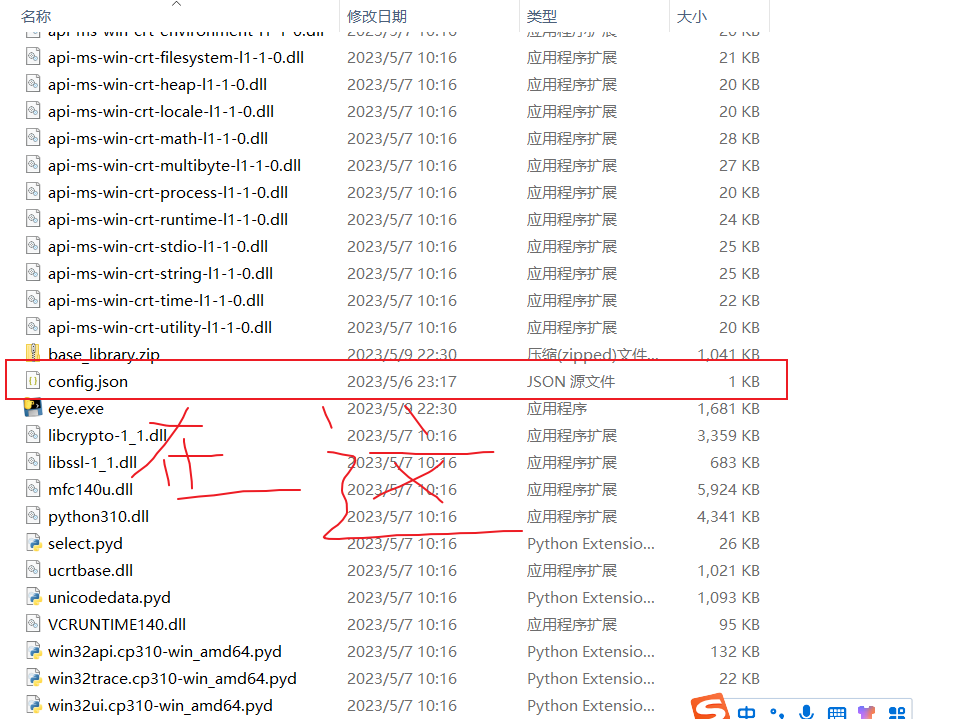 名称 修改日期 类型 大小
api-ms-win-crt-environment-l1-1-0.dll 2023/5/7 10:16 应用程序扩展 20 KB
api-ms-win-crt-filesystem-l1-1-0.dll 2023/5/7 10:16 应用程序扩展 21 KB
api-ms-win-crt-heap-l1-1-0.dll 2023/5/7 10:16 应用程序扩展 20 KB
api-ms-win-crt-locale-l1-1-0.dll 2023/5/7 10:16 应用程序扩展 20 KB
api-ms-win-crt-math-l1-1-0.dll 2023/5/7 10:16 应用程序扩展 28 KB
api-ms-win-crt-multibyte-l1-1-0.dll 2023/5/7 10:16 应用程序扩展 27 KB
api-ms-win-crt-process-l1-1-0.dll 2023/5/7 10:16 应用程序扩展 20 KB
api-ms-win-crt-runtime-l1-1-0.dll 2023/5/7 10:16 应用程序扩展 24 KB
api-ms-win-crt-stdio-l1-1-0.dll 2023/5/7 10:16 应用程序扩展 25 KB
api-ms-win-crt-string-l1-1-0.dll 2023/5/7 10:16 应用程序扩展 25 KB
api-ms-win-crt-time-l1-1-0.dll 2023/5/7 10:16 应用程序扩展 22 KB
api-ms-win-crt-utility-l1-1-0.dll 2023/5/7 10:16 应用程序扩展 20 KB
base_library.zip 2023/5/9 22:30 压缩(zipped)文件... 1,041 KB
config.json 2023/5/6 23:17 JSON 源文件 1 KB
eye.exe 2023/5/9 22:30 应用程序 1,681 KB
在这
libcrypto-1_1.dll 2023/5/7 10:16 应用程序扩展 3,359 KB
libssl-1_1.dll 2023/5/7 10:16 应用程序扩展 683 KB
mfc140u.dll 2023/5/7 10:16 应用程序扩展 5,924 KB
python310.dll 2023/5/7 10:16 应用程序扩展 4,341 KB
select.pyd 2023/5/7 10:16 Python Extensio... 26 KB
ucrtbase.dll 2023/5/7 10:16 应用程序扩展 1,021 KB
unicodedata.pyd 2023/5/7 10:16 Python Extensio... 1,093 KB
VCRUNTIME140.dll 2023/5/7 10:16 应用程序扩展 95 KB
win32api.cp310-win_amd64.pyd 2023/5/7 10:16 Python Extensio... 132 KB
win32trace.cp310-win_amd64.pyd 2023/5/7 10:16 Python Extensio... 22 KB
win32ui.cp310-win_amd64.pyd 2023/5/7 10:16
中